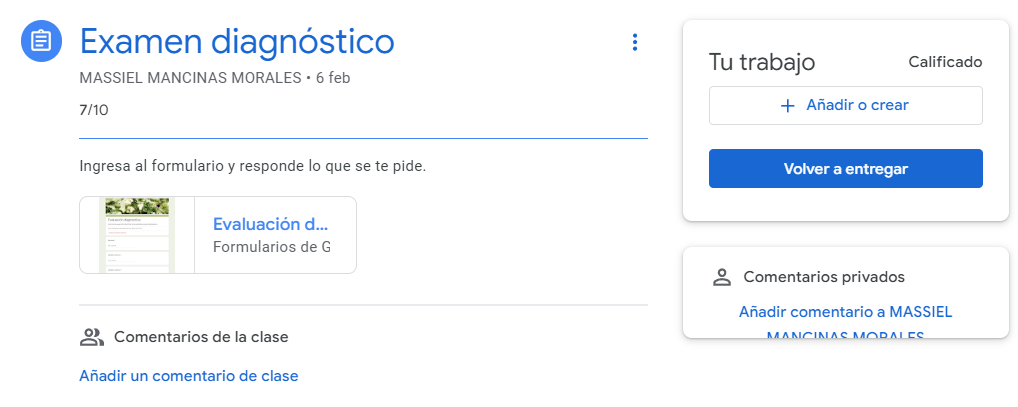 Examen diagnóstico
MASSIEL MANCINAS MORALES • 6 feb
7/10
Ingresa al formulario y responde lo que se te pide.
Evaluación d...
Formularios de G
Comentarios de la clase
Añadir un comentario de clase
Tu trabajo
Calificado
+ Añadir o crear
Volver a entregar
Comentarios privados
Añadir comentario a MASSIEL
MANCINAS MORALES